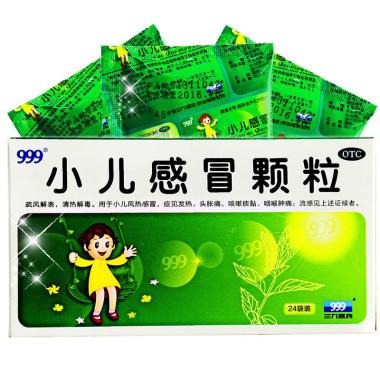 2016
小儿感冒
999
小儿感冒颗粒
OTC
疏风解表，清热解毒。用于小儿风热感冒，症见发热、头胀痛、咳嗽痰黏、咽喉肿痛；流感见上述证候者。
999
24袋装
999
三九医药